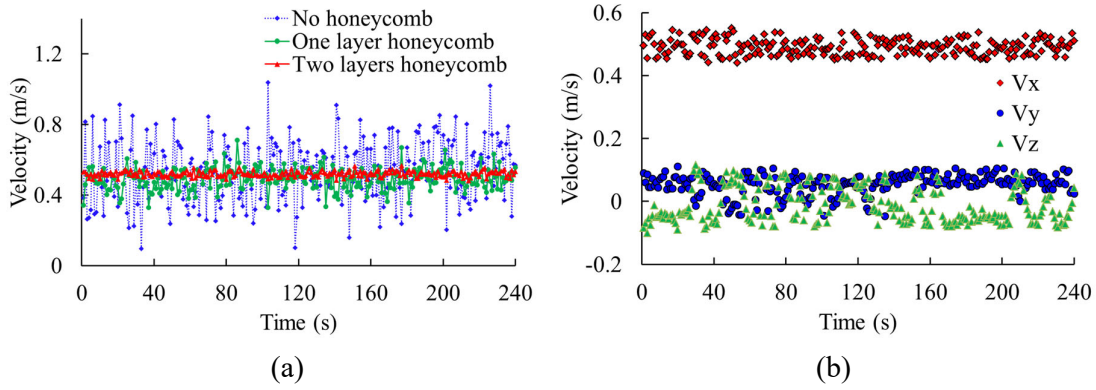 1.4
1.2
0.8
0.4
0
0
40
80
120
160
200
240
Velocity (m/s)
Time (s)
No honeycomb
One layer honeycomb
Two layers honeycomb
(a)
0.6
0.4
0.2
0
-0.2
0
40
80
120
160
200
240
Velocity (m/s)
Time (s)
Vx
Vy
Vz
(b)